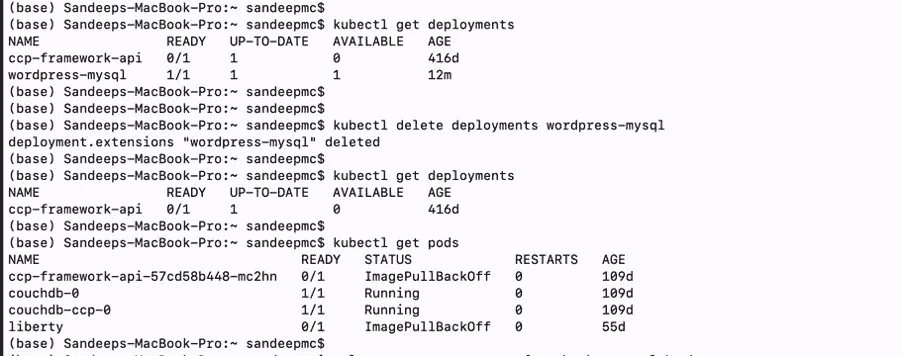 (base) Sandeeps-MacBook-Pro:~ sandeepmc$
(base) Sandeeps-MacBook-Pro:~ sandeepmc$ kubectl get deployments
NAME READY UP-TO-DATE AVAILABLE AGE
ccp-framework-api 0/1 1 0 416d
wordpress-mysql 1/1 1 1 12m
(base) Sandeeps-MacBook-Pro:~ sandeepmc$
(base) Sandeeps-MacBook-Pro:~ sandeepmc$
(base) Sandeeps-MacBook-Pro:~ sandeepmc$ kubectl delete deployments wordpress-mysql
deployment.extensions "wordpress-mysql" deleted
(base) Sandeeps-MacBook-Pro:~ sandeepmc$
(base) Sandeeps-MacBook-Pro:~ sandeepmc$ kubectl get deployments
NAME READY UP-TO-DATE AVAILABLE AGE
ccp-framework-api 0/1 1 0 416d
(base) Sandeeps-MacBook-Pro:~ sandeepmc$
(base) Sandeeps-MacBook-Pro:~ sandeepmc$ kubectl get pods
NAME READY STATUS RESTARTS AGE
ccp-framework-api-57cd58b448-mc2hn 0/1 ImagePullBackOff 0 109d
couchdb-0 1/1 Running 0 109d
couchdb-ccp-0 1/1 Running 0 109d
liberty 0/1 ImagePullBackOff 0 55d
(base) Sandeeps-MacBook-Pro:~ sandeepmc$